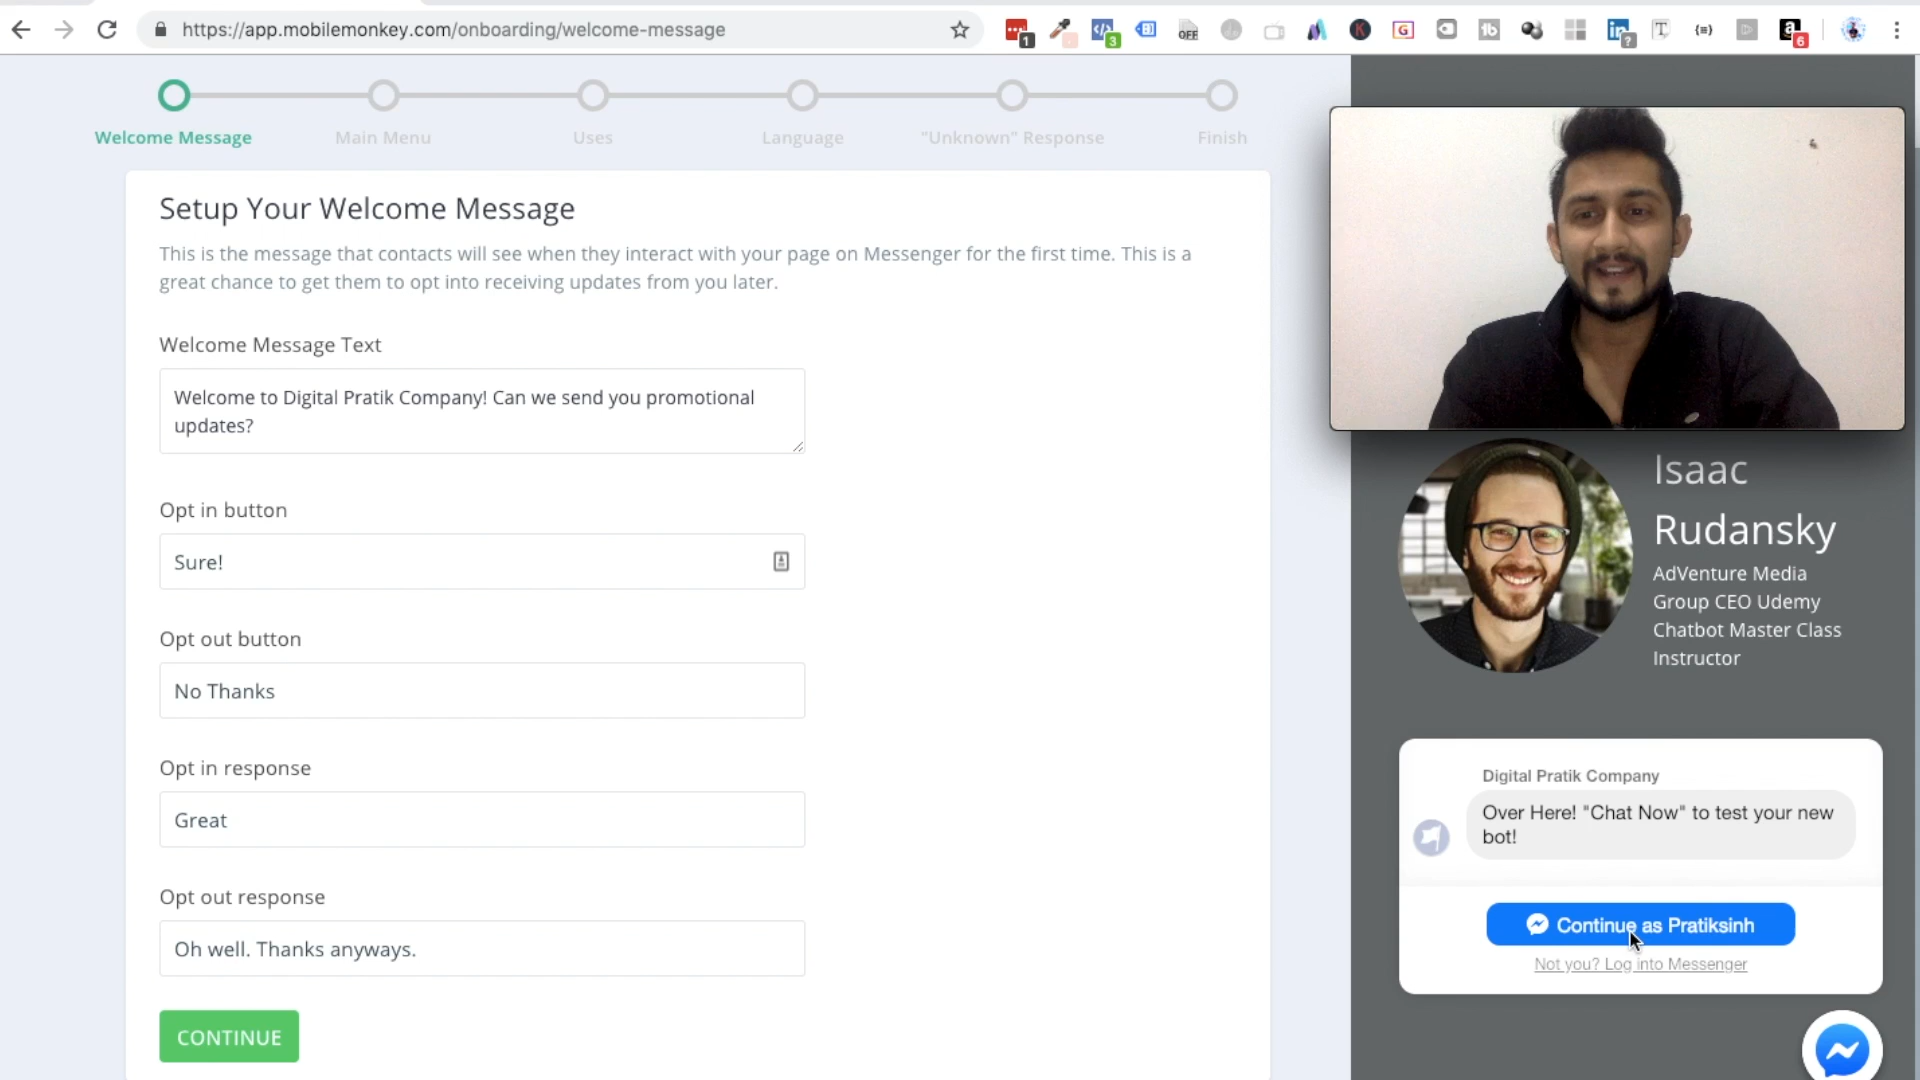 https://app.mobilemonkey.com/onboarding/welcome-message
1
3
OFF
K
G
tb
in
?
T
{≡}
a
6
Welcome Message
Main Menu
Uses
Language
"Unknown" Response
Finish
Setup Your Welcome Message
This is the message that contacts will see when they interact with your page on Messenger for the first time. This is a
great chance to get them to opt into receiving updates from you later.
Welcome Message Text
Welcome to Digital Pratik Company! Can we send you promotional
updates?
Opt in button
Sure!
Opt out button
No Thanks
Opt in response
Great
Opt out response
Oh well. Thanks anyways.
CONTINUE
Isaac
Rudansky
AdVenture Media
Group CEO Udemy
Chatbot Master Class
Instructor
Digital Pratik Company
Over Here! "Chat Now" to test your new
bot!
Continue as Pratiksinh
Not you? Log into Messenger